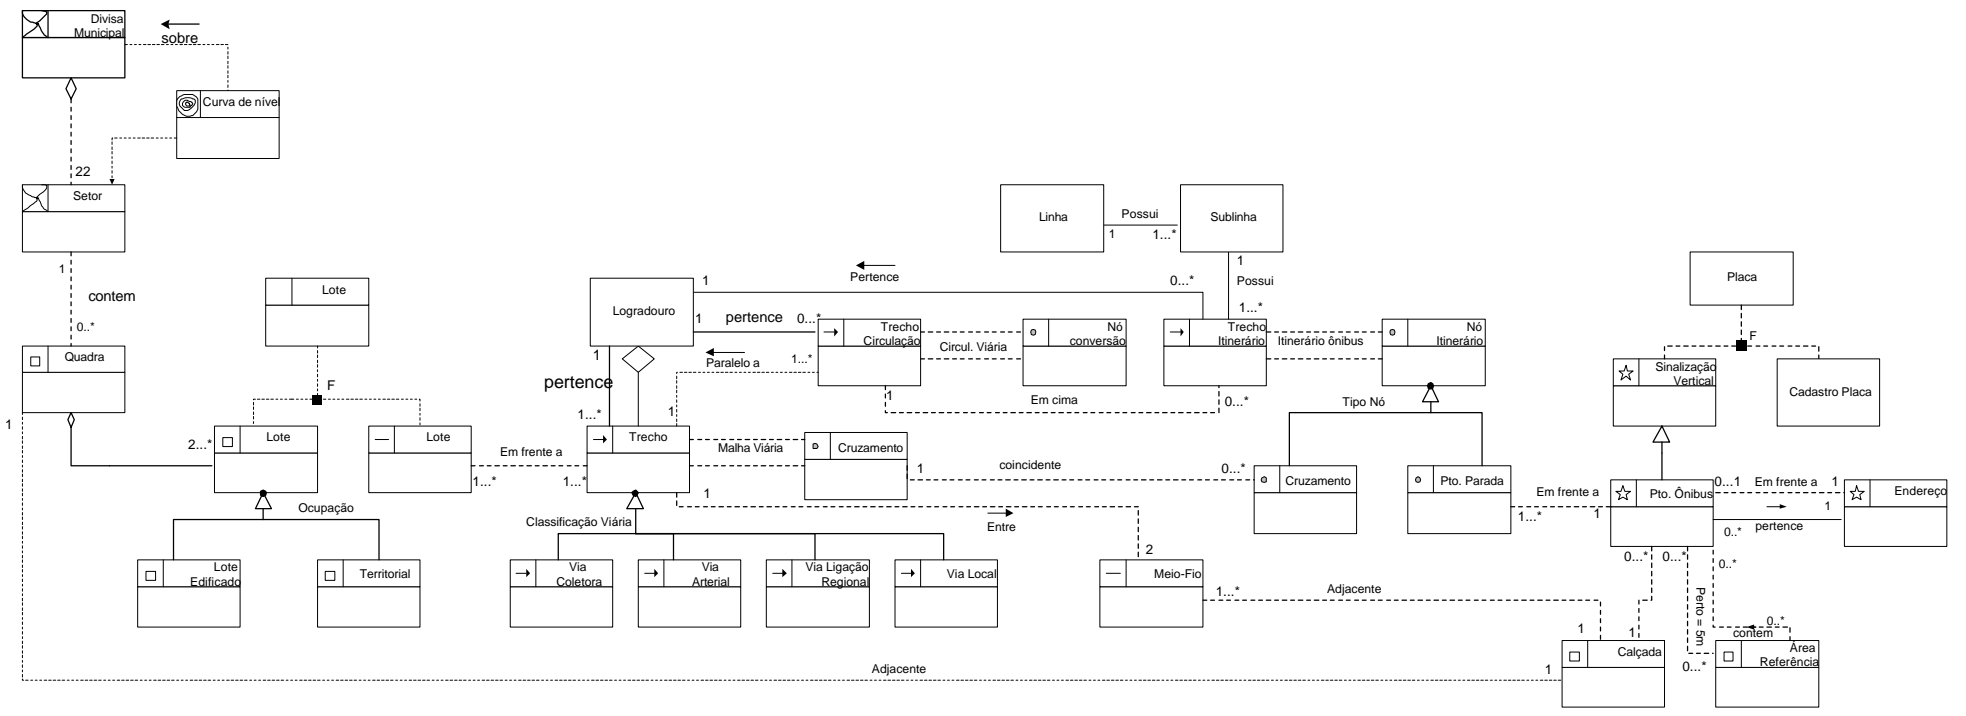 Divisa
Municipal
sobre
Curva de nível
22
Setor
1
contem
0..*
Quadra
1
Lote
F
2...*
Lote
Lote
Ocupação
Lote
Edificado
Territorial
Em frente a
1...*
1...*
Linha
Possui
1
1...*
Sublinha
1
Possui
1...*
Pertence
1
0...*
Logradouro
1
pertence
0...*
1
pertence
1...*
Trecho
Circulação
Circul. Viária
Nó
conversão
Trecho
Itinerário
Itinerário ônibus
Nó
Itinerário
Paralelo a
1...*
1
1
Em cima
0...*
Tipo Nó
Trecho
Malha Viária
Cruzamento
1
coincidente
0...*
Cruzamento
Pto. Parada
1
Entre
2
Classificação Viária
Via
Coletora
Via
Arterial
Via Ligação
Regional
Via Local
Meio-Fio
1...*
Adjacente
1
Placa
F
Sinalização
Vertical
Cadastro Placa
Em frente a
1...*
1
Pto. Ônibus
0...1
Em frente a
1
Endereço
0..*
pertence
1
0...*
0...*
0..*
1
Perto = 5m
0...*
0..*
contem
Calçada
Área
Referência
Adjacente
1